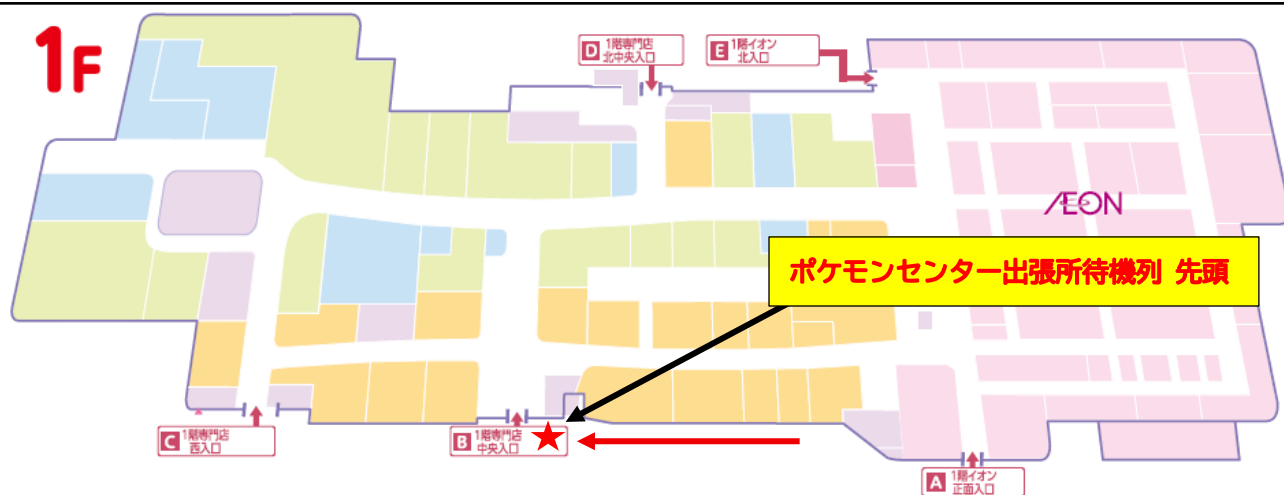 1F
D 1階専門店
北中央入口
E 1階イオン
北入口
ÆON
ポケモンセンター出張所待機列 先頭
C 1階専門店
西入口
B 1階専門店
中央入口
A 1階イオン
正面入口